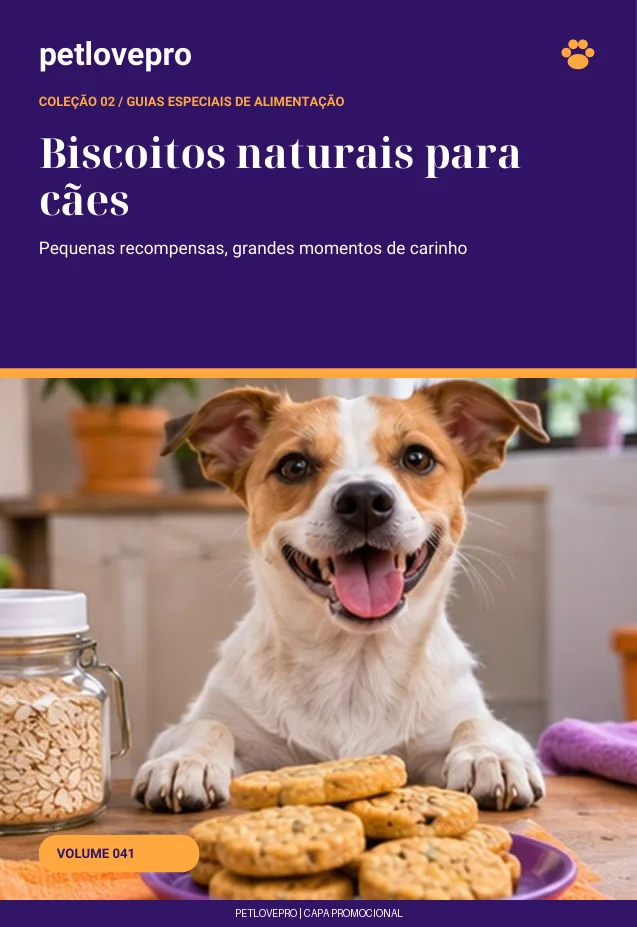 petlovepro
COLEÇÃO 02 / GUIAS ESPECIAIS DE ALIMENTAÇÃO
Biscoitos naturais para
cães
Pequenas recompensas, grandes momentos de carinho
VOLUME 041
PETLOVEPRO | CAPA PROMOCIONAL